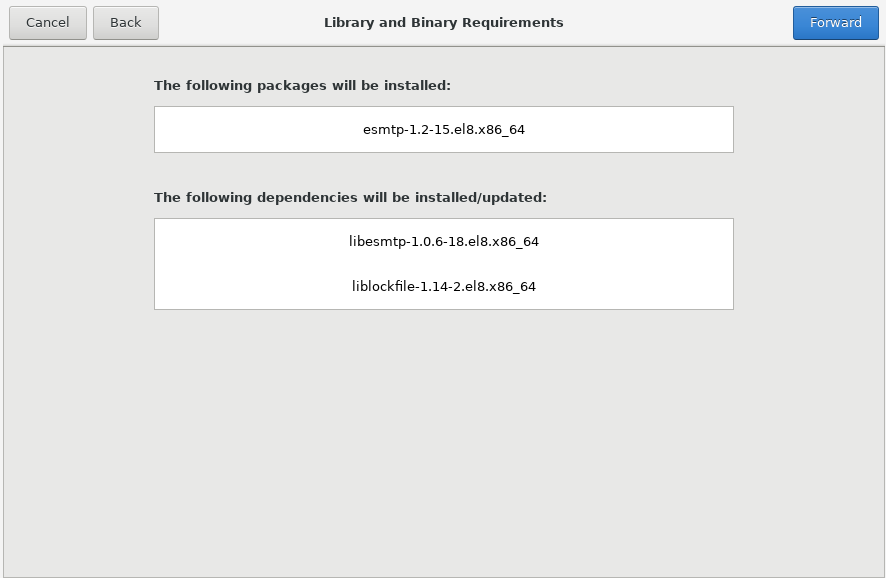 Cancel Back Library and Binary Requirements Forward
The following packages will be installed:
esmtp-1.2-15.el8.x86_64
The following dependencies will be installed/updated:
libesmtp-1.0.6-18.el8.x86_64
liblockfile-1.14-2.el8.x86_64